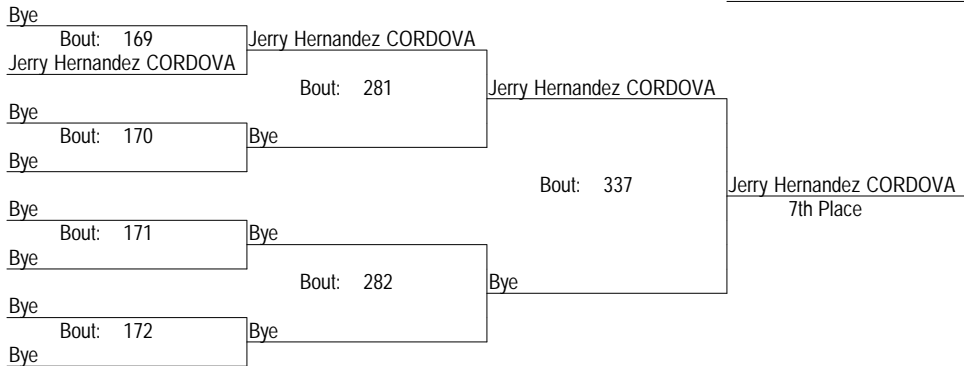 Bye
Bout: 169
Jerry Hernandez CORDOVA
Jerry Hernandez CORDOVA
Bout: 281
Jerry Hernandez CORDOVA
Bye
Bout: 170
Bye
Bye
Bout: 337
Jerry Hernandez CORDOVA
7th Place
Bye
Bout: 171
Bye
Bye
Bout: 282
Bye
Bye
Bout: 172
Bye
Bye